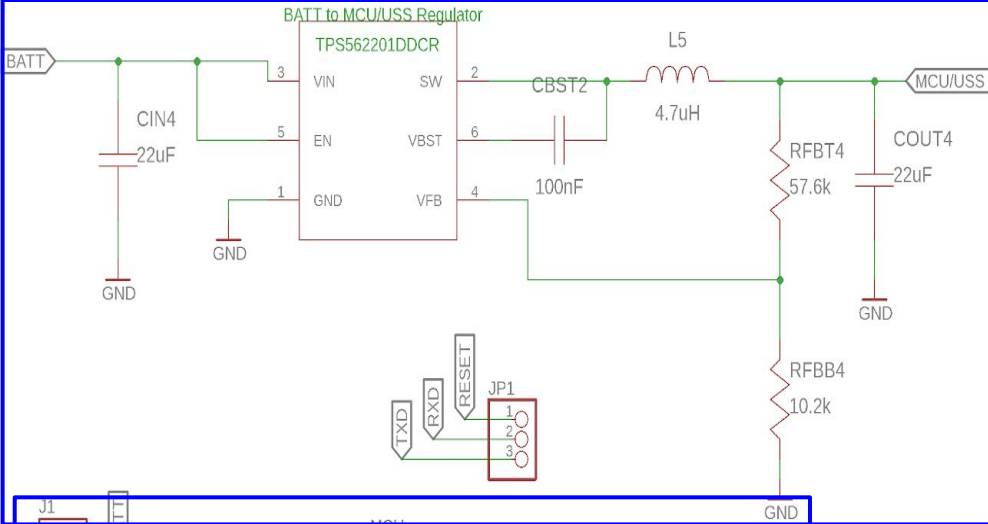 BATT to MCU/USS Regulator
TPS562201DDCR
BATT
3
VIN
SW
2
CBST2
L5
4.7uH
MCU/USS
CIN4
22uF
5
EN
VBST
6
100nF
RFBT4
57.6k
COUT4
22uF
1
GND
VFB
4
GND
GND
GND
RESET
RXD
TXD
JP1
1
2
3
RFBB4
10.2k
GND
J1